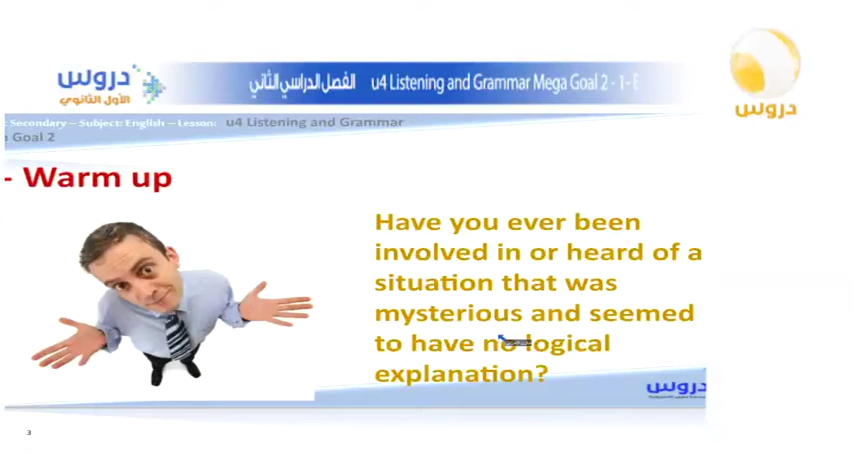 دروس
الأول الثانوي
الفصل الدراسي الثاني u4 Listening and Grammar Mega Goal 2 - 1- E
دروس
: Secondary – Subject: English – Lesson: u4 Listening and Grammar
Goal 2
- Warm up
Have you ever been
involved in or heard of a
situation that was
mysterious and seemed
to have no logical
explanation?
دروس
3